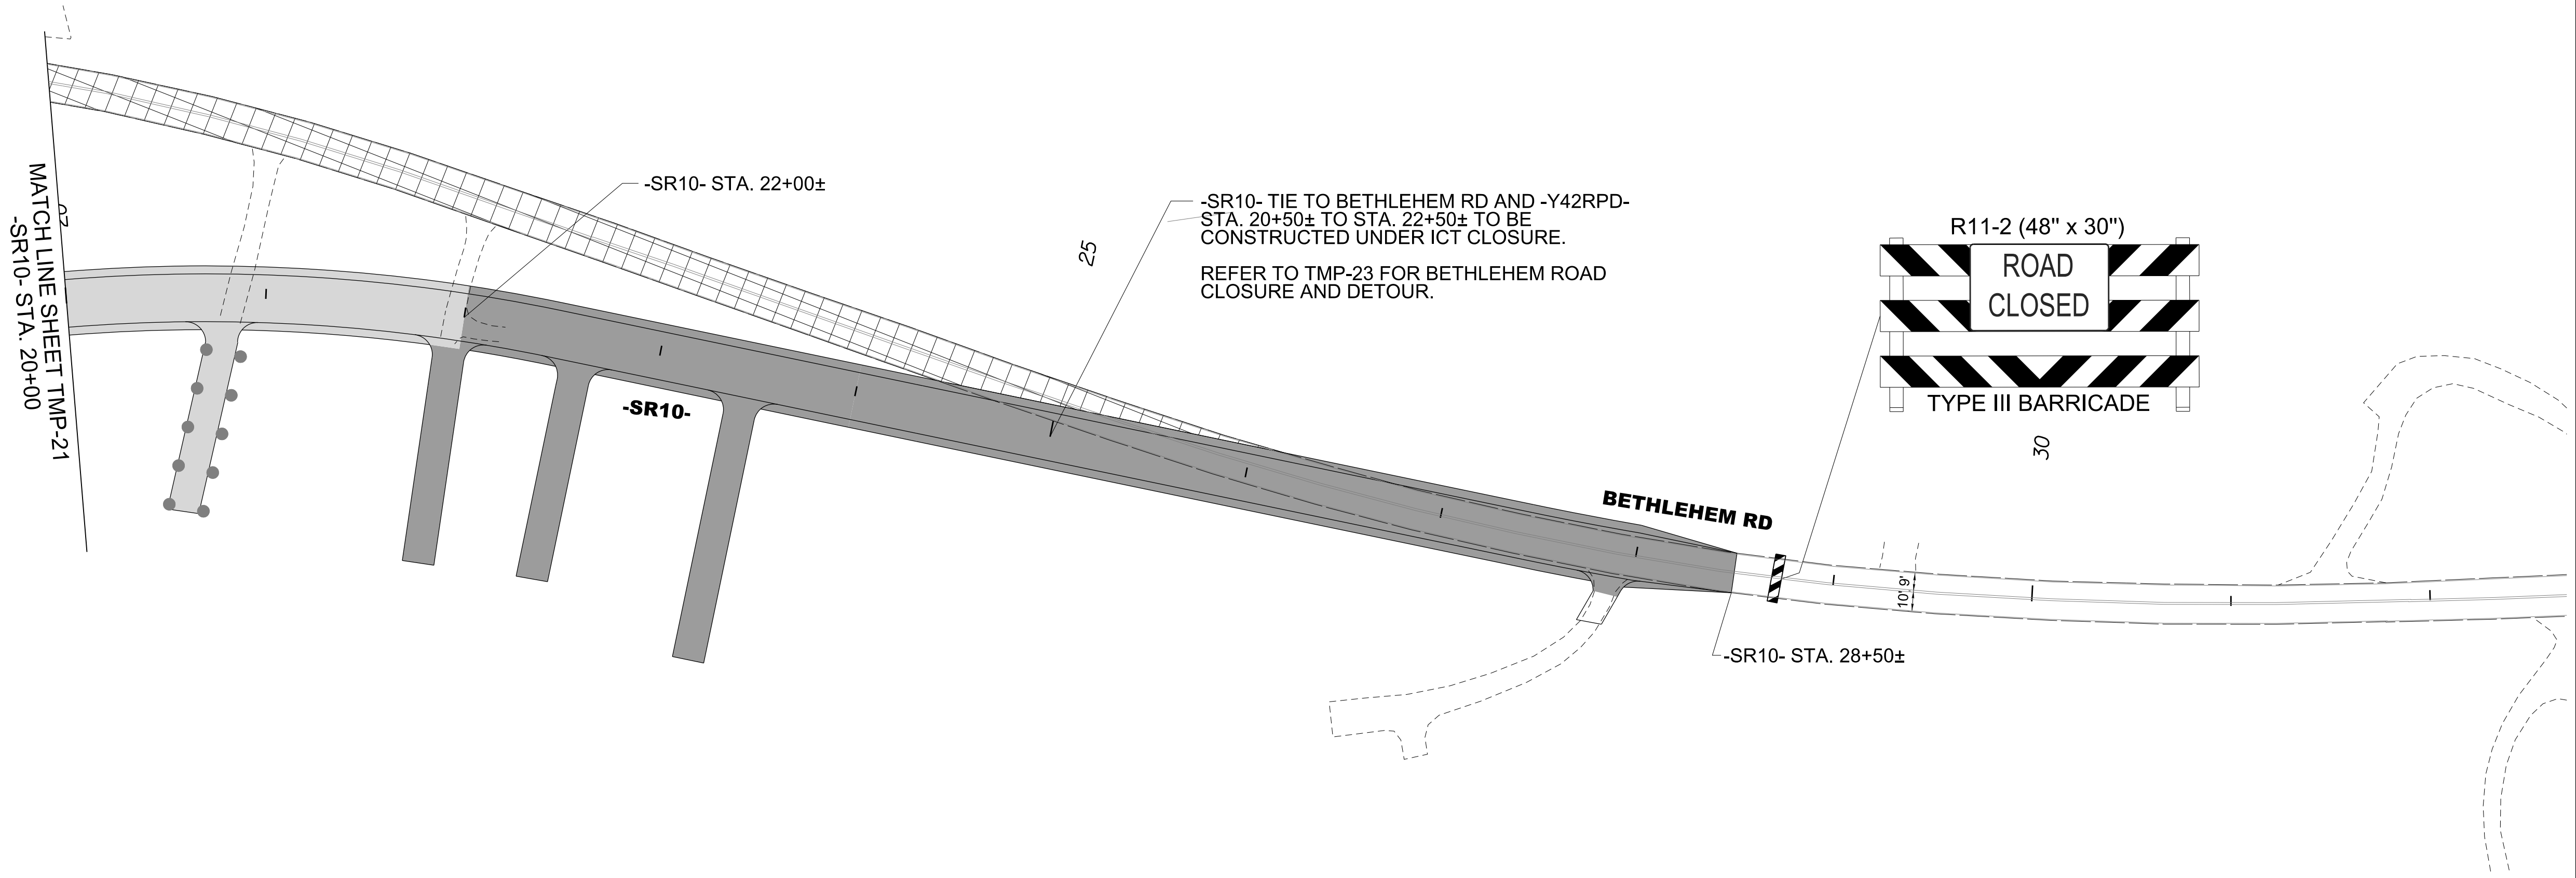 MATCH LINE SHEET TMP-21
-SR10- STA. 20+00
-SR10- STA. 22+00±
-SR10-
25
-SR10- TIE TO BETHLEHEM RD AND -Y42RPD-
STA. 20+50± TO STA. 22+50± TO BE
CONSTRUCTED UNDER ICT CLOSURE.
REFER TO TMP-23 FOR BETHLEHEM ROAD
CLOSURE AND DETOUR.
R11-2 (48" x 30")
ROAD
CLOSED
TYPE III BARRICADE
30
BETHLEHEM RD
10' 9'
-SR10- STA. 28+50±